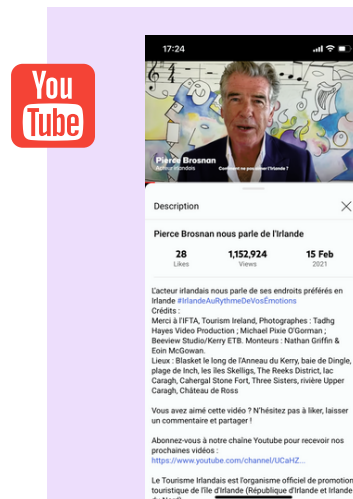 17:24
You
Tube
Pierce Brosnan
Acteur Irlandais
Comment ne pas aimer l'Irlande ?
Description
Pierce Brosnan nous parle de l'Irlande
28
1,152,924
15 Feb
Likes
Views
2021
L'acteur irlandais nous parle de ses endroits préférés en
Irlande #IrlandeAuRythmeDeVosÉmotions
Crédits :
Merci à l'IFTA, Tourism Ireland, Photographes : Tadhg
Hayes Video Production ; Michael Pixie O'Gorman ;
Beeview Studio/Kerry ETB. Monteurs : Nathan Griffin &
Eoin McGowan.
Lieux : Blasket le long de l'Anneau du Kerry, baie de Dingle,
plage de Inch, les îles Skelligs, The Reeks District, lac
Caragh, Cahergal Stone Fort, Three Sisters, rivière Upper
Caragh, Château de Ross
Vous avez aimé cette vidéo ? N'hésitez pas à liker, laisser
un commentaire et partager !
Abonnez-vous à notre chaîne Youtube pour recevoir nos
prochaines vidéos :
https://www.youtube.com/channel/UCaHZ...
Le Tourisme Irlandais est l'organisme officiel de promotion
touristique de l'île d'Irlande (République d'Irlande et Irlande